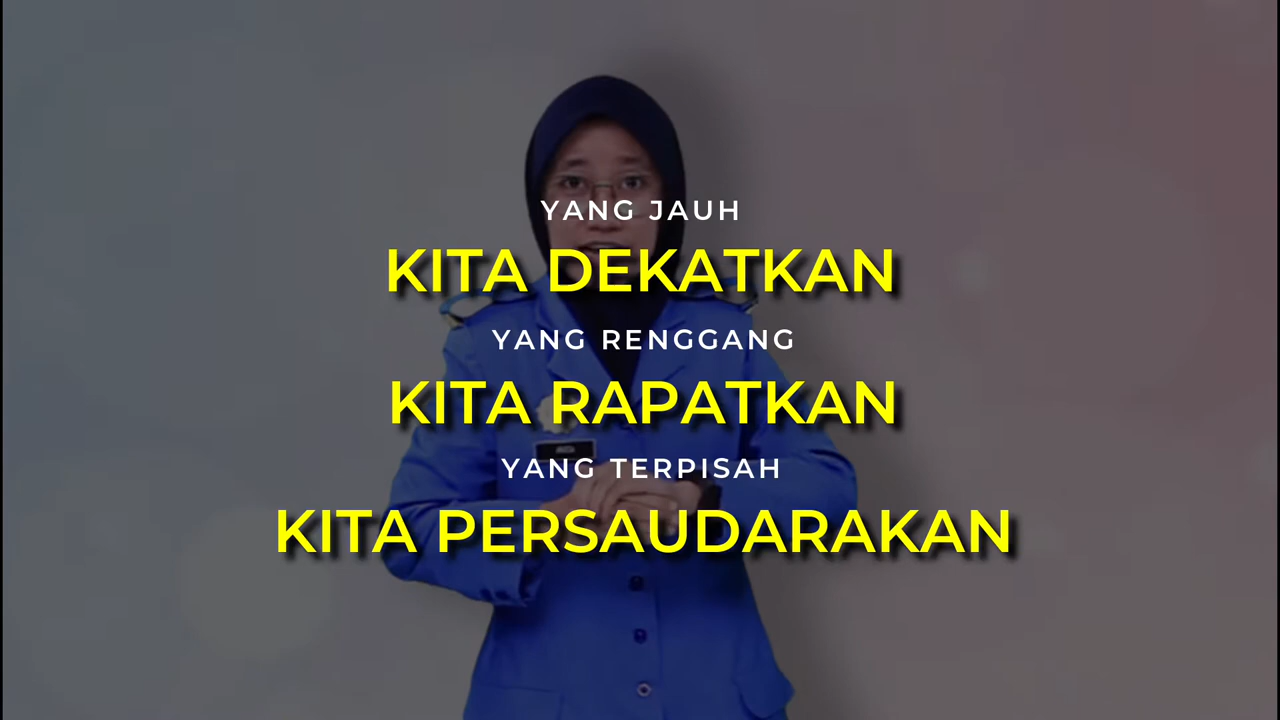 YANG JAUH
KITA DEKATKAN
YANG RENGGANG
KITA RAPATKAN
YANG TERPISAH
KITA PERSAUDARAKAN